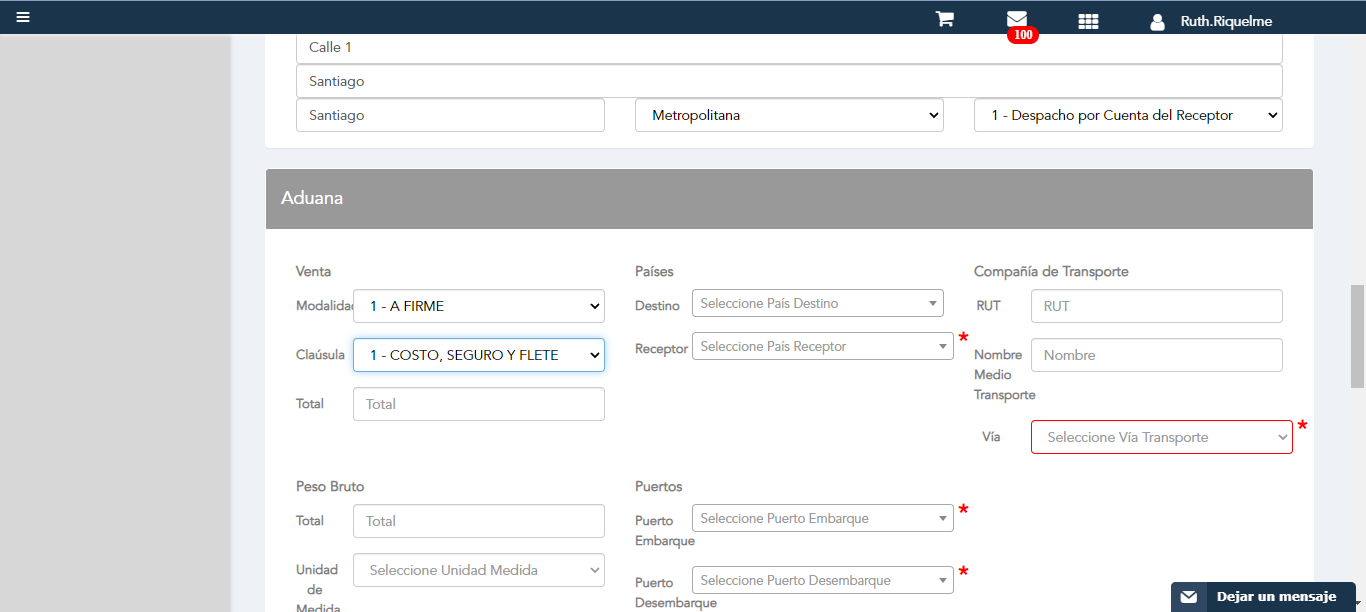 Ruth.Riquelme
100
Calle 1
Santiago
Santiago
Metropolitana
1 - Despacho por Cuenta del Receptor
Aduana
Venta
Modalidad
1 - A FIRME
Claúsula
1 - COSTO, SEGURO Y FLETE
Total
Total
Países
Destino
Seleccione País Destino
Receptor
Seleccione País Receptor
*
Compañía de Transporte
RUT
RUT
Nombre
Medio
Transporte
Nombre
Vía
Seleccione Vía Transporte
*
Peso Bruto
Total
Total
Unidad
de
Medida
Seleccione Unidad Medida
Puertos
Puerto
Embarque
Seleccione Puerto Embarque
*
Puerto
Desembarque
Seleccione Puerto Desembarque
*
Dejar un mensaje